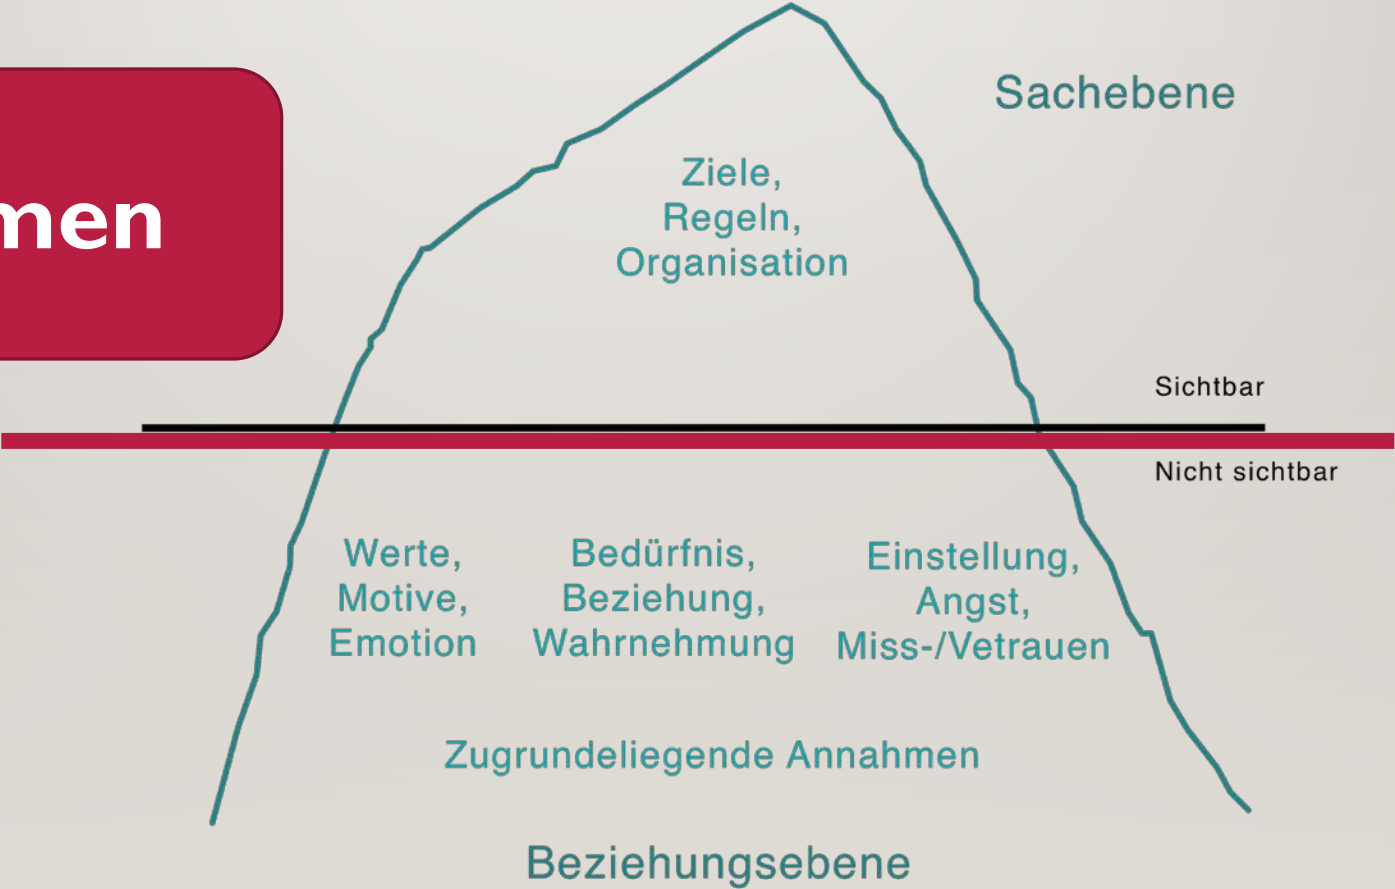 Sachebene
Ziele,
Regeln,
Organisation
men
Sichtbar
Nicht sichtbar
Werte,
Motive,
Emotion
Bedürfnis,
Beziehung,
Wahrnehmung
Einstellung,
Angst,
Miss-/Vetrauen
Zugrundeliegende Annahmen
Beziehungsebene